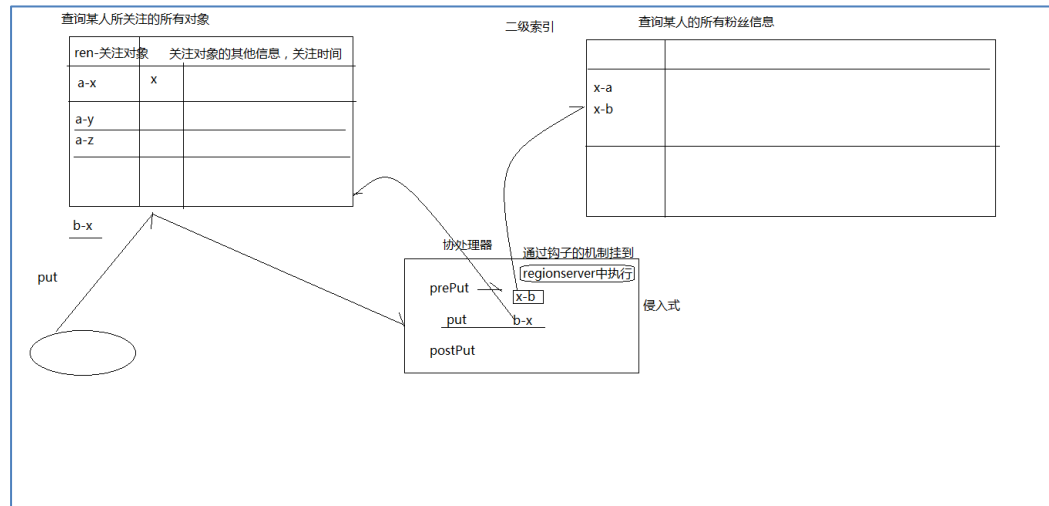 查询某人所关注的所有对象
二级索引
查询某人的所有粉丝信息
ren-关注对象
关注对象的其他信息，关注时间
a-x
x
a-y
a-z
x-a
x-b
b-x
put
协处理器
通过钩子的机制挂到
regionserver中执行
prePut
x-b
put
b-x
postPut
侵入式